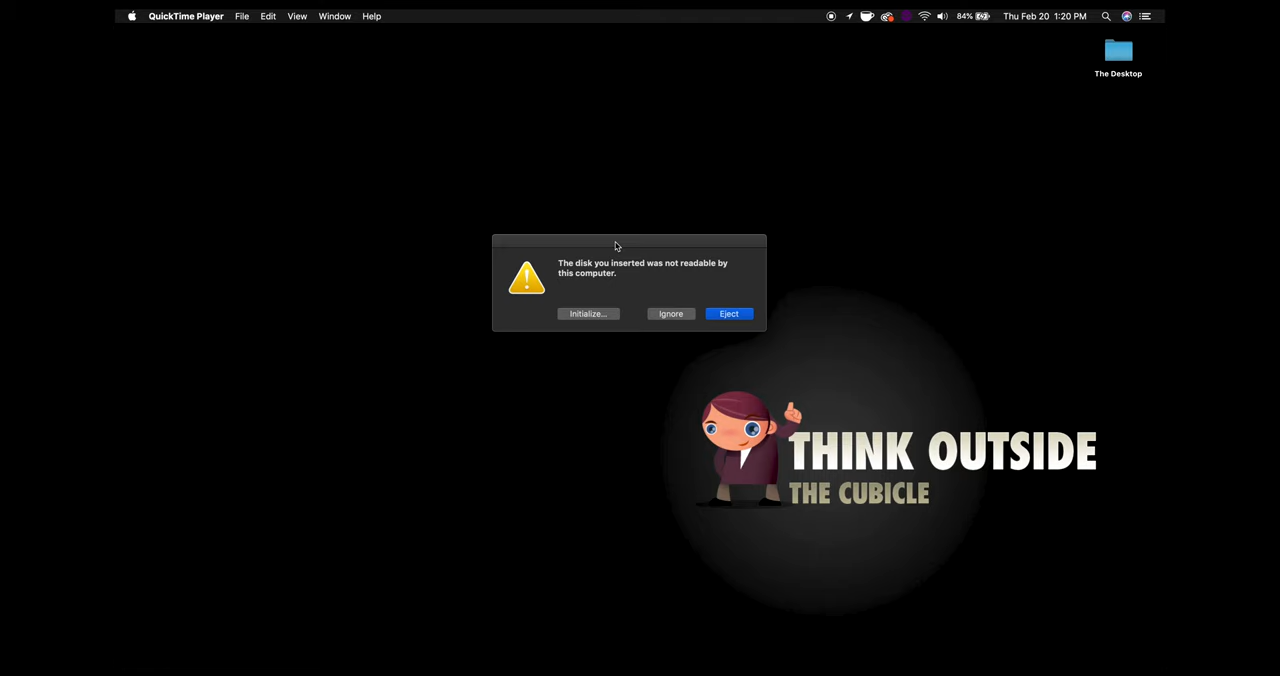 QuickTime Player File Edit View Window Help 84% Thu Feb 20 1:20 PM
The Desktop
The disk you inserted was not readable by
this computer.
Initialize... Ignore Eject
THINK OUTSIDE
THE CUBICLE